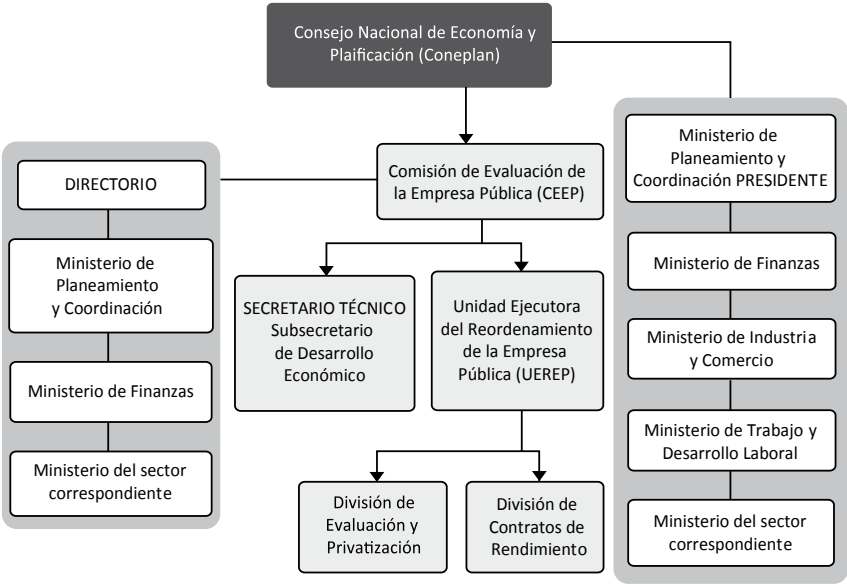 Consejo Nacional de Economía y
Plaificación (Coneplan)
Comisión de Evaluación de
la Empresa Pública (CEEP)
DIRECTORIO
Ministerio de
Planeamiento
y Coordinación
Ministerio de Finanzas
Ministerio del sector
correspondiente
SECRETARIO TÉCNICO
Subsecretario
de Desarrollo
Económico
Unidad Ejecutora
del Reordenamiento
de la Empresa
Pública (UEREP)
División de
Evaluación y
Privatización
División de
Contratos de
Rendimiento
Ministerio de
Planeamiento y
Coordinación PRESIDENTE
Ministerio de Finanzas
Ministerio de Industria
y Comercio
Ministerio de Trabajo y
Desarrollo Laboral
Ministerio del sector
correspondiente